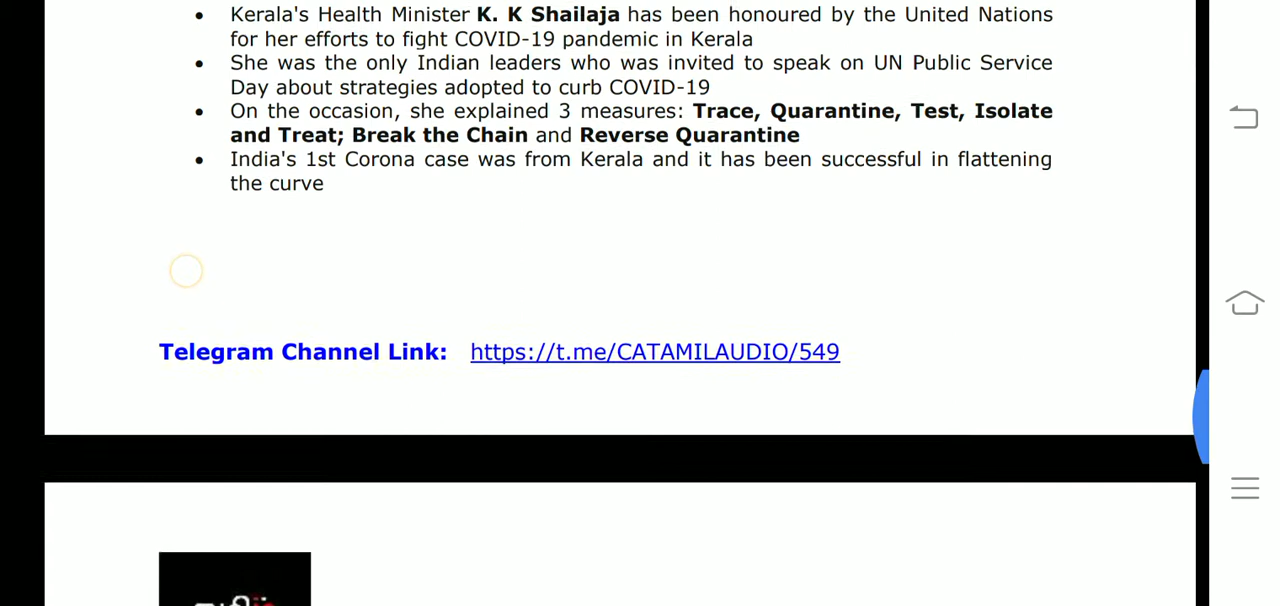 • Kerala's Health Minister K. K Shailaja has been honoured by the United Nations
for her efforts to fight COVID-19 pandemic in Kerala
• She was the only Indian leaders who was invited to speak on UN Public Service
Day about strategies adopted to curb COVID-19
• On the occasion, she explained 3 measures: Trace, Quarantine, Test, Isolate
and Treat; Break the Chain and Reverse Quarantine
• India's 1st Corona case was from Kerala and it has been successful in flattening
the curve
Telegram Channel Link: https://t.me/CATAMILAUDIO/549